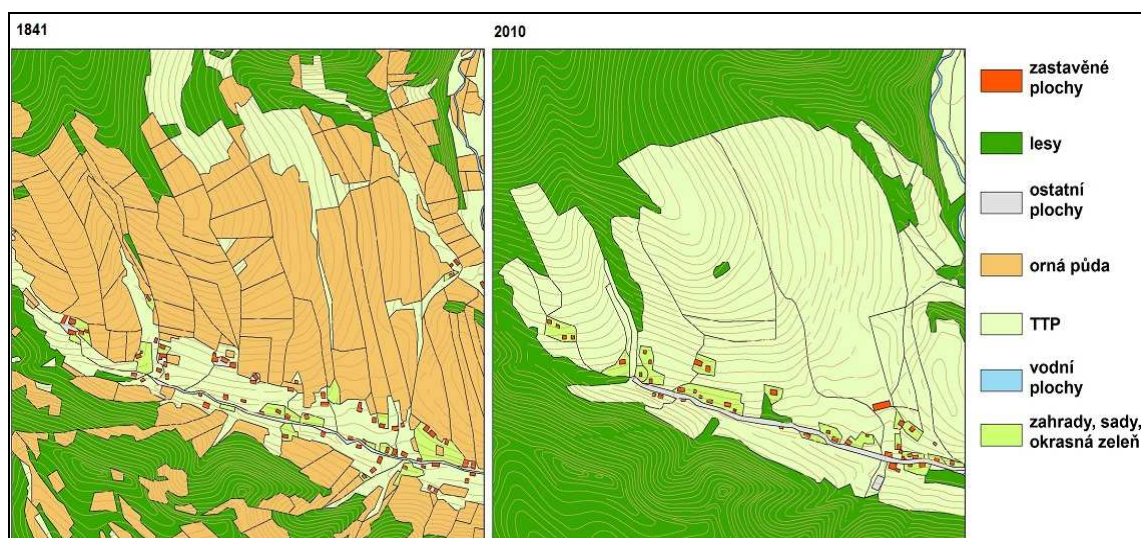 1841
2010
zastavěné
plochy
lesy
ostatní
plochy
orná půda
TTP
vodní
plochy
zahrady, sady,
okrasná zeleň